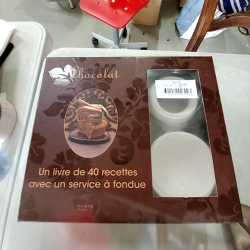 Chocolat
Un livre de 40 recettes
avec un service à fondue